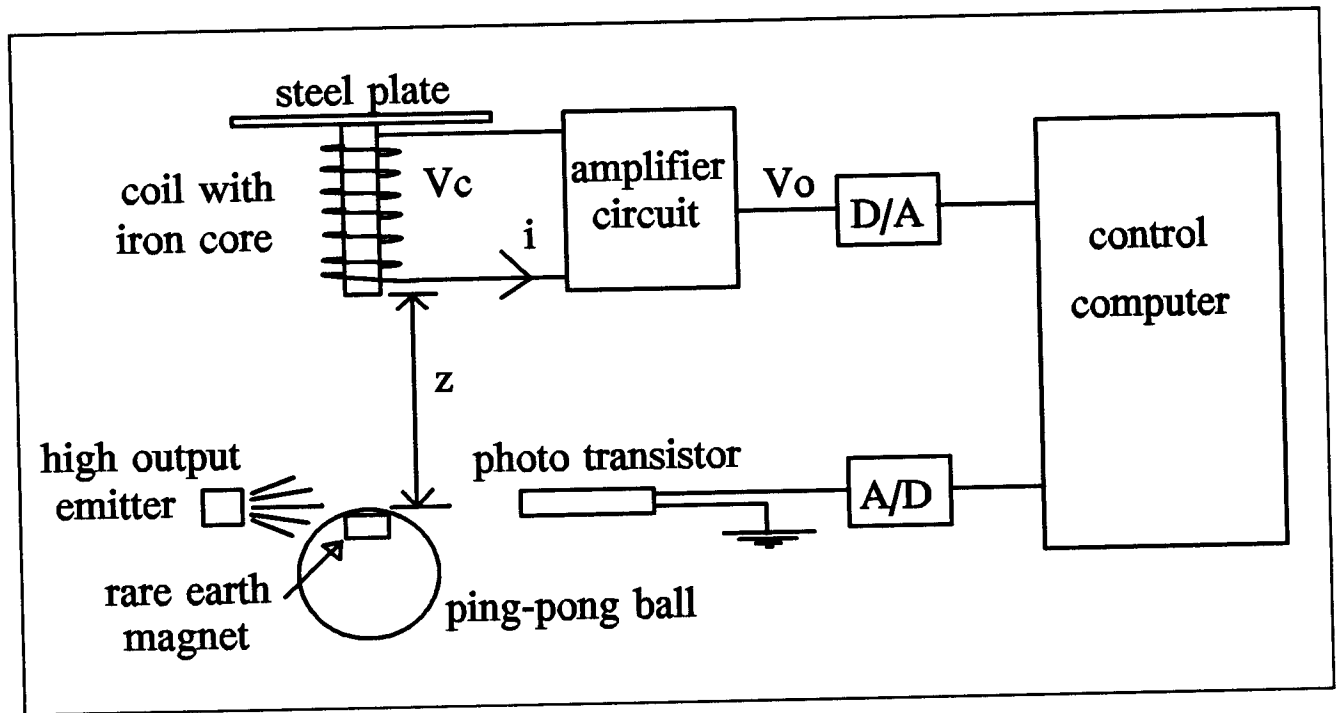 steel plate
coil with
iron core
Vc
i
amplifier
circuit
Vo
D/A
control
computer
z
high output
emitter
photo transistor
A/D
rare earth
magnet
ping-pong ball